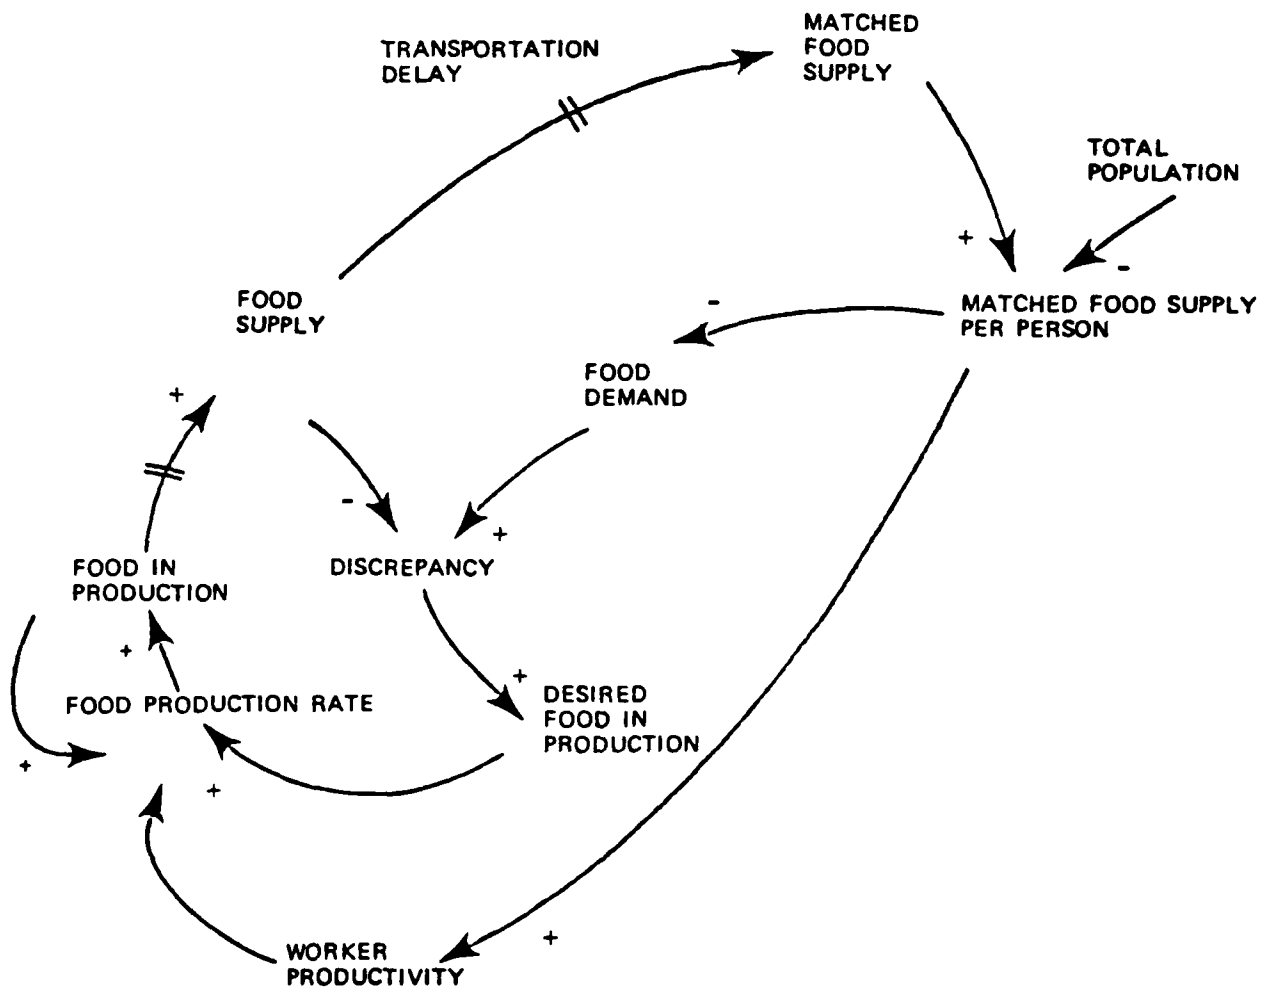 TRANSPORTATION
DELAY
MATCHED
FOOD
SUPPLY
TOTAL
POPULATION
+
-
FOOD
SUPPLY
-
MATCHED FOOD SUPPLY
PER PERSON
FOOD
DEMAND
+
-
+
DISCREPANCY
FOOD IN
PRODUCTION
+
+
DESIRED
FOOD IN
PRODUCTION
FOOD PRODUCTION RATE
+
+
+
WORKER
PRODUCTIVITY